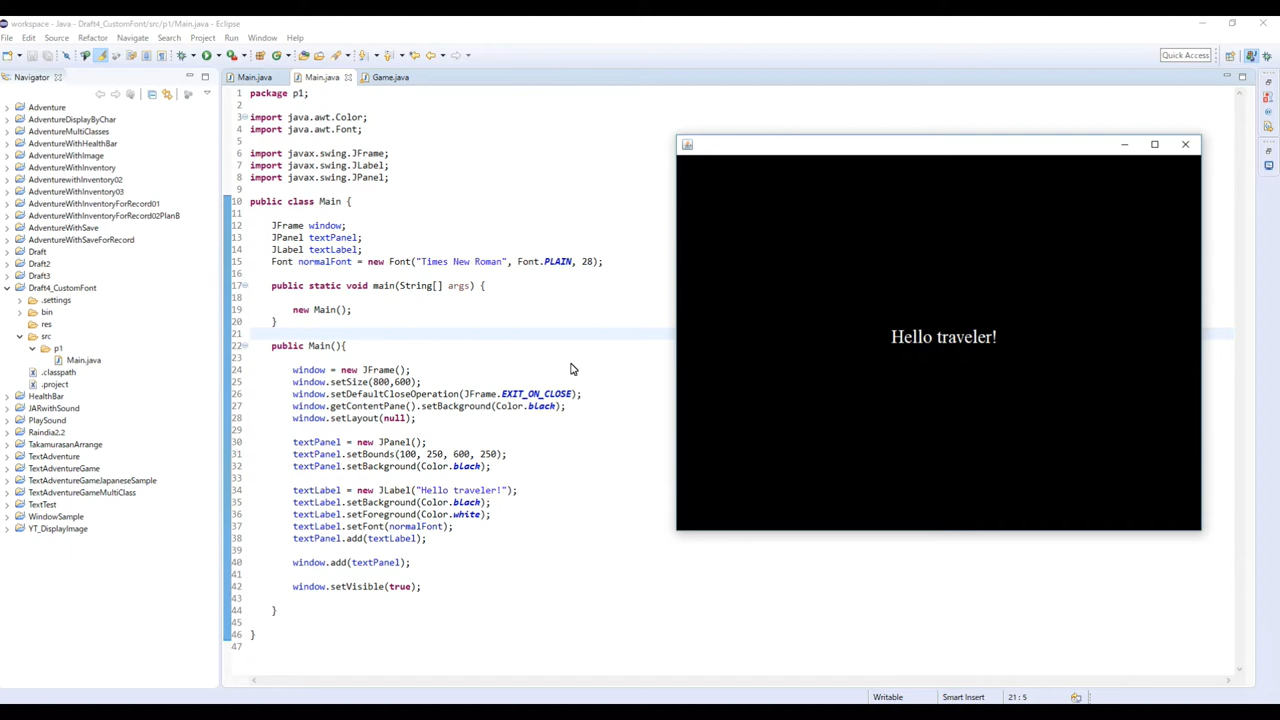 workspace - Java - Draft4_CustomFont/src/p1/Main.java - Eclipse
File Edit Source Refactor Navigate Search Project Run Window Help
Quick Access
Navigator
Main.java Main.java Game.java
Adventure
AdventureDisplayByChar
AdventureMultiClasses
AdventureWithHealthBar
AdventureWithImage
AdventureWithInventory
Adventurewithinventory02
AdventureWithInventory03
AdventureWithInventoryForRecord01
AdventureWithInventoryForRecord02PlanB
AdventureWithSave
AdventureWithSaveForRecord
Draft
Draft2
Draft3
Draft4_CustomFont
.settings
bin
res
src
p1
Main.java
.classpath
.project
HealthBar
JARwithSound
PlaySound
Raindia2.2
TakamurasanArrange
TextAdventure
TextAdventureGame
TextAdventureGameJapaneseSample
TextAdventureGameMultiClass
TextTest
WindowSample
YT_DisplayImage
1 package p1;
2
3 import java.awt.Color;
4 import java.awt.Font;
5
6 import javax.swing.JFrame;
7 import javax.swing.JLabel;
8 import javax.swing.JPanel;
9
10 public class Main {
11
12 JFrame window;
13 JPanel textPanel;
14 JLabel textLabel;
15 Font normalFont = new Font("Times New Roman", Font.PLAIN, 28);
16
17 public static void main(String[] args) {
18
19 new Main();
20 }
21
22 public Main(){
23
24 window = new JFrame();
25 window.setSize(800,600);
26 window.setDefaultCloseOperation(JFrame.EXIT_ON_CLOSE);
27 window.getContentPane().setBackground(Color.black);
28 window.setLayout(null);
29
30 textPanel = new JPanel();
31 textPanel.setBounds(100, 250, 600, 250);
32 textPanel.setBackground(Color.black);
33
34 textLabel = new JLabel("Hello traveler!");
35 textLabel.setBackground(Color.black);
36 textLabel.setForeground(Color.white);
37 textLabel.setFont(normalFont);
38 textPanel.add(textLabel);
39
40 window.add(textPanel);
41
42 window.setVisible(true);
43
44 }
45
46 }
47
Hello traveler!
Writable Smart Insert 21 : 5